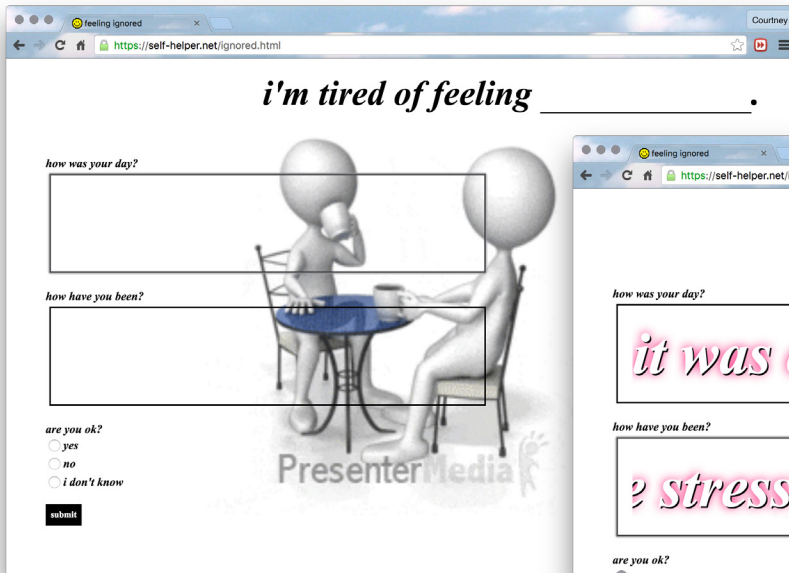 feeling ignored
Courtney
https://self-helper.net/ignored.html
i'm tired of feeling ____________.
how was your day?
how have you been?
are you ok?
yes
no
i don't know
submit
PresenterMedia
feeling ignored
https://self-helper.net/
how was your day?
it was
how have you been?
e stress
are you ok?